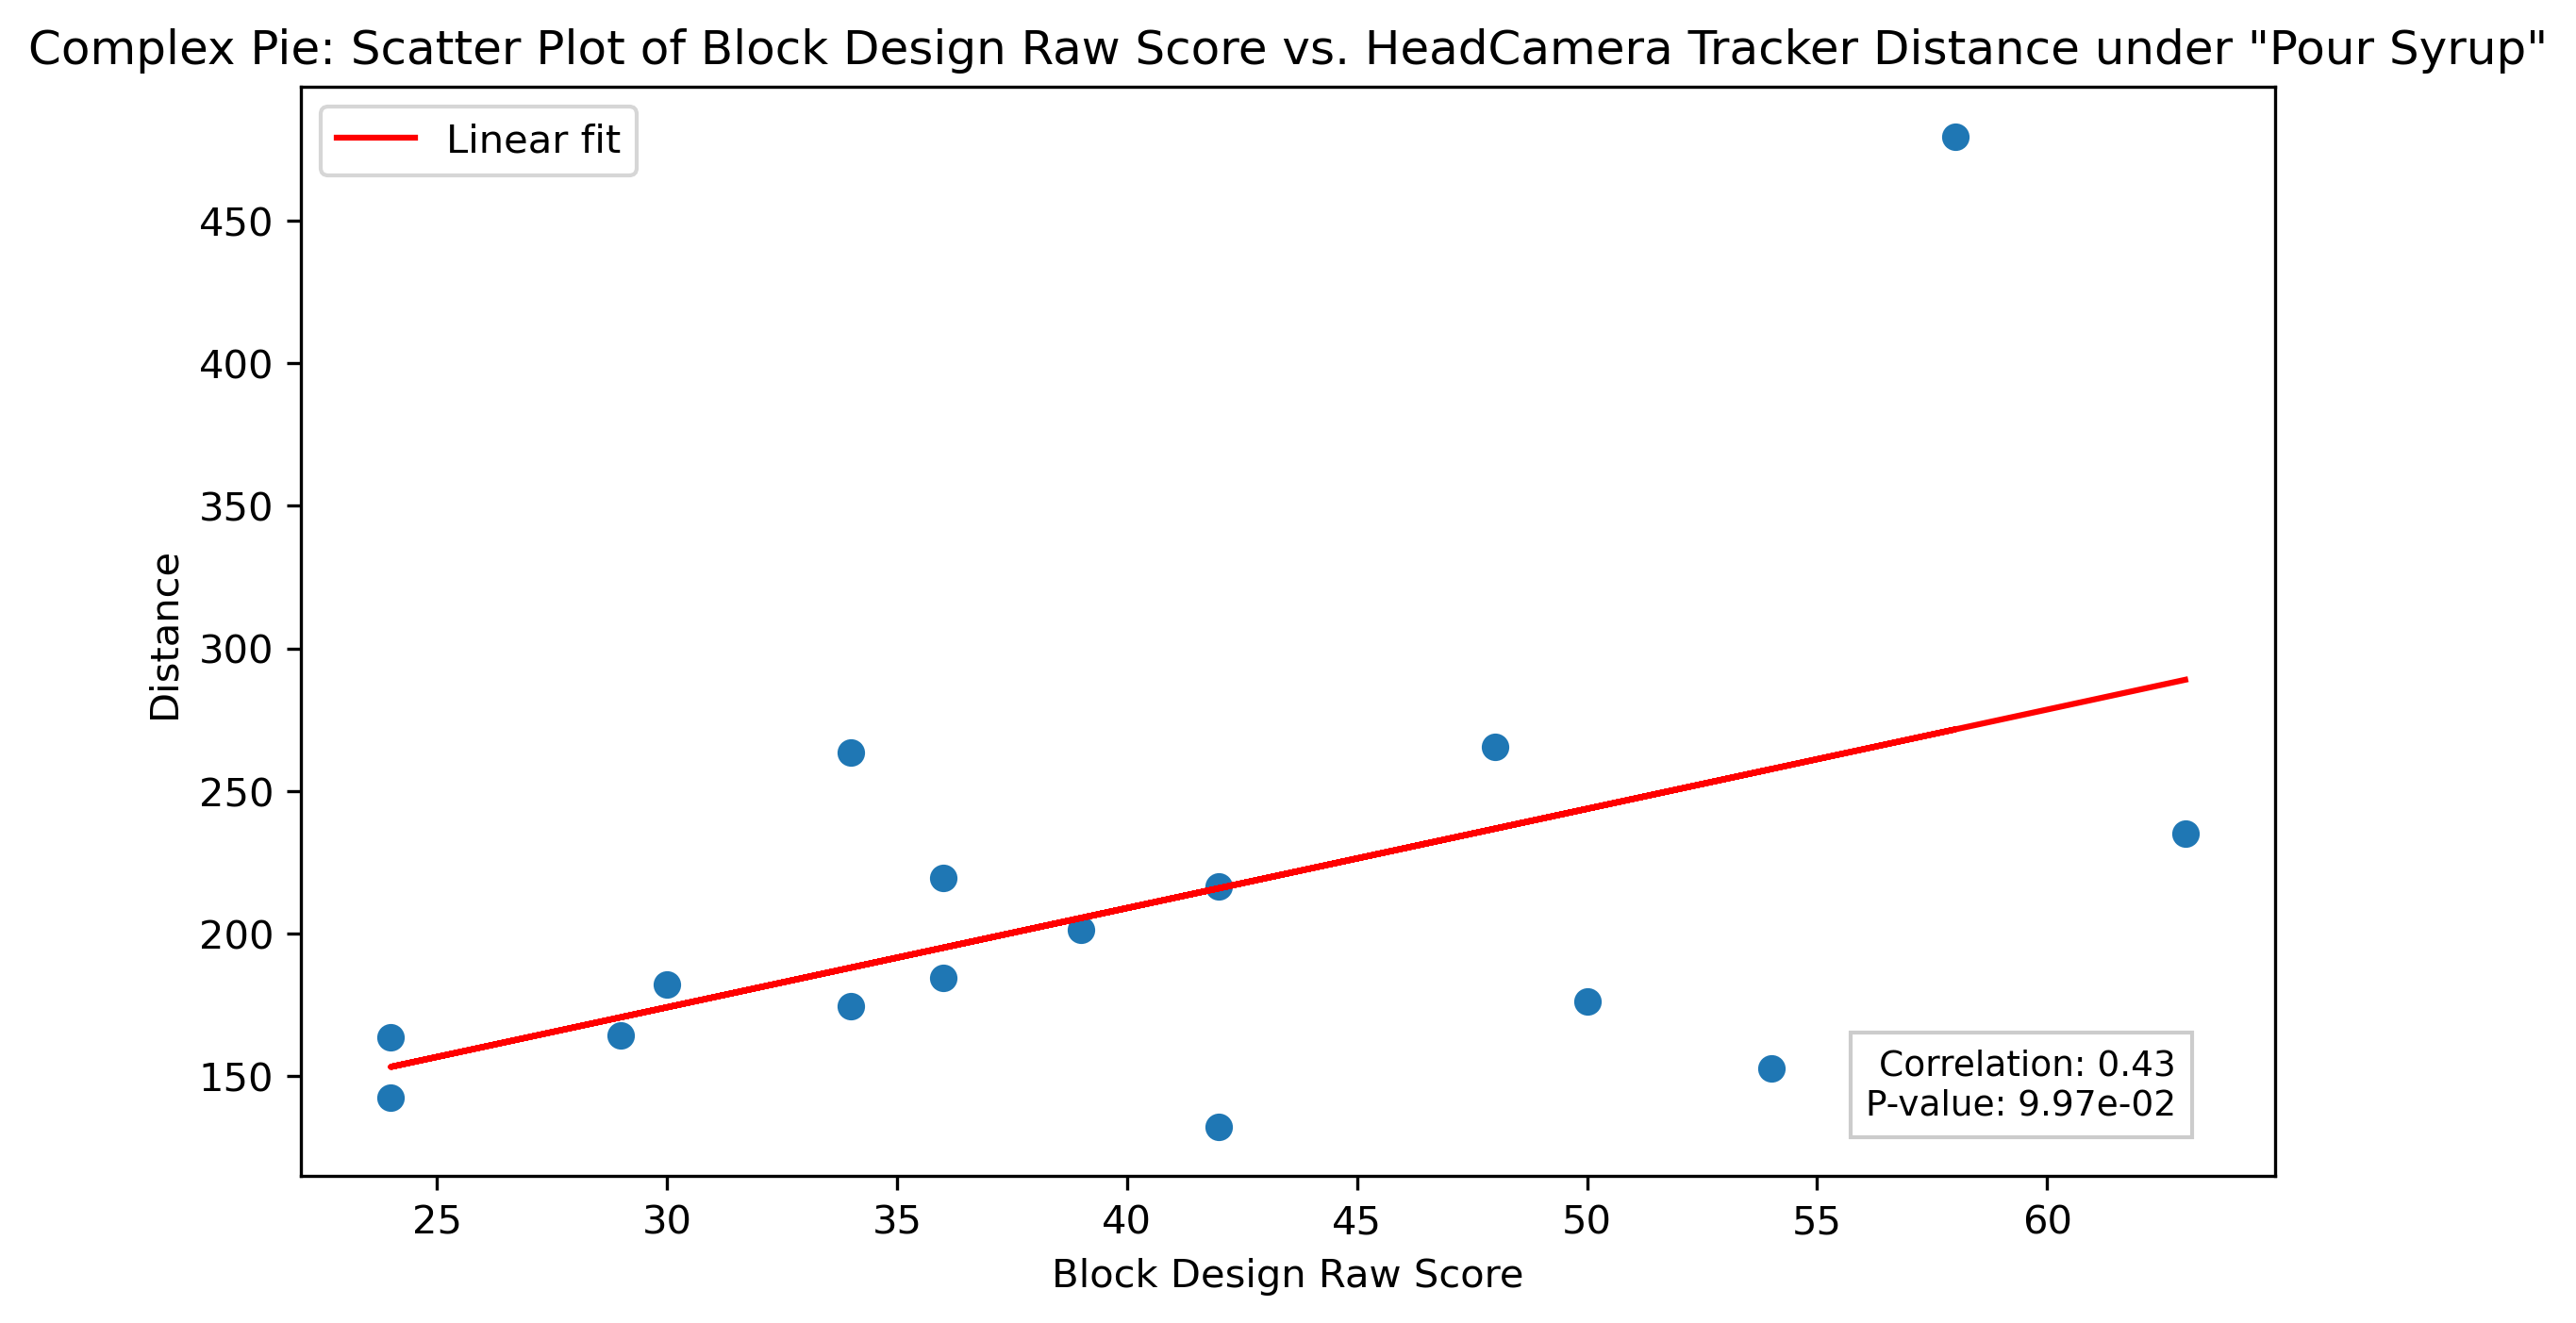 Complex Pie: Scatter Plot of Block Design Raw Score vs. HeadCamera Tracker Distance under "Pour Syrup"
Linear fit
450
400
350
300
250
200
150
Distance
Correlation: 0.43
P-value: 9.97e-02
25
30
35
40
45
50
55
60
Block Design Raw Score